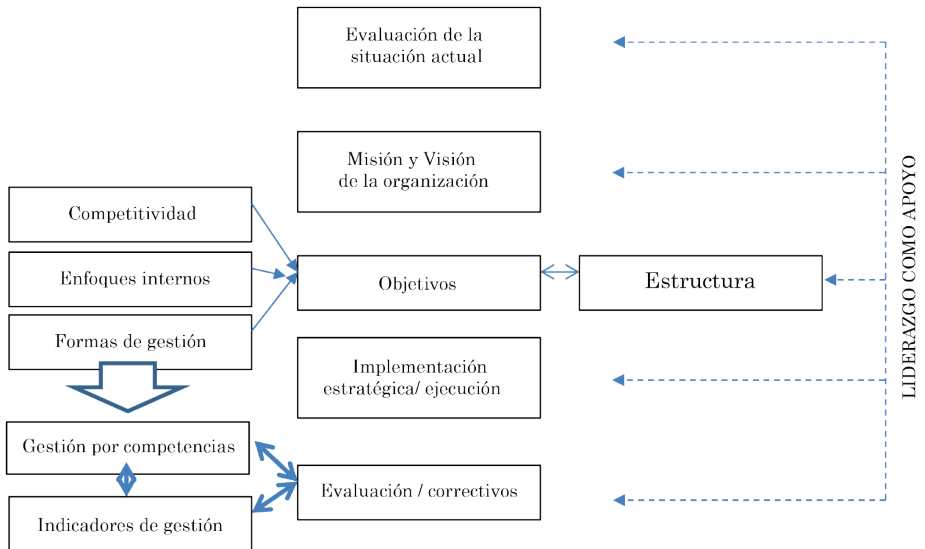 Evaluación de la
situación actual
Misión y Visión
de la organización
Competitividad
Enfoques internos
Formas de gestión
Objetivos
Estructura
Implementación
estratégica/ ejecución
Gestión por competencias
Indicadores de gestión
Evaluación / correctivos
LIDERAZGO COMO APOYO